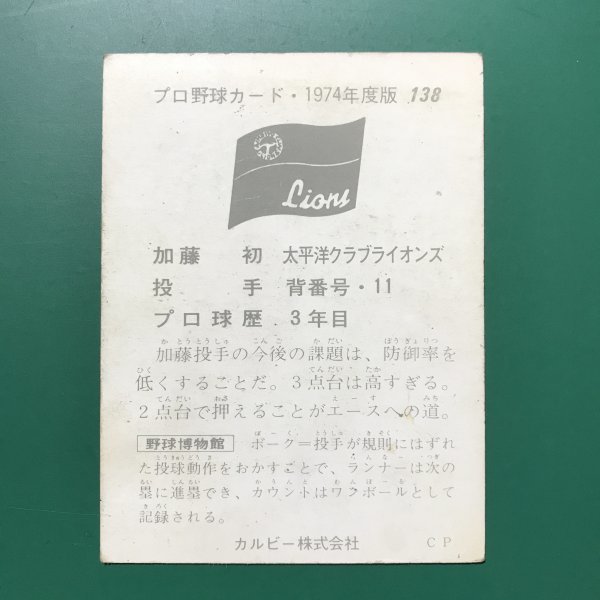 プロ野球カード・1974年度版 138
Lions
加藤 初 太平洋クラブライオンズ
投 手 背番号・11
プロ球歴 3年目
加藤投手の今後の課題は、防御率を
低くすることだ。3点台は高すぎる。
2点台で押えることがエースへの道。
野球博物館 ボーク=投手が規則にはずれ
た投球動作をおかすことで、ランナーは次の
塁に進塁でき、カウントはワンボールとして
記録される。
カルビー株式会社 CP